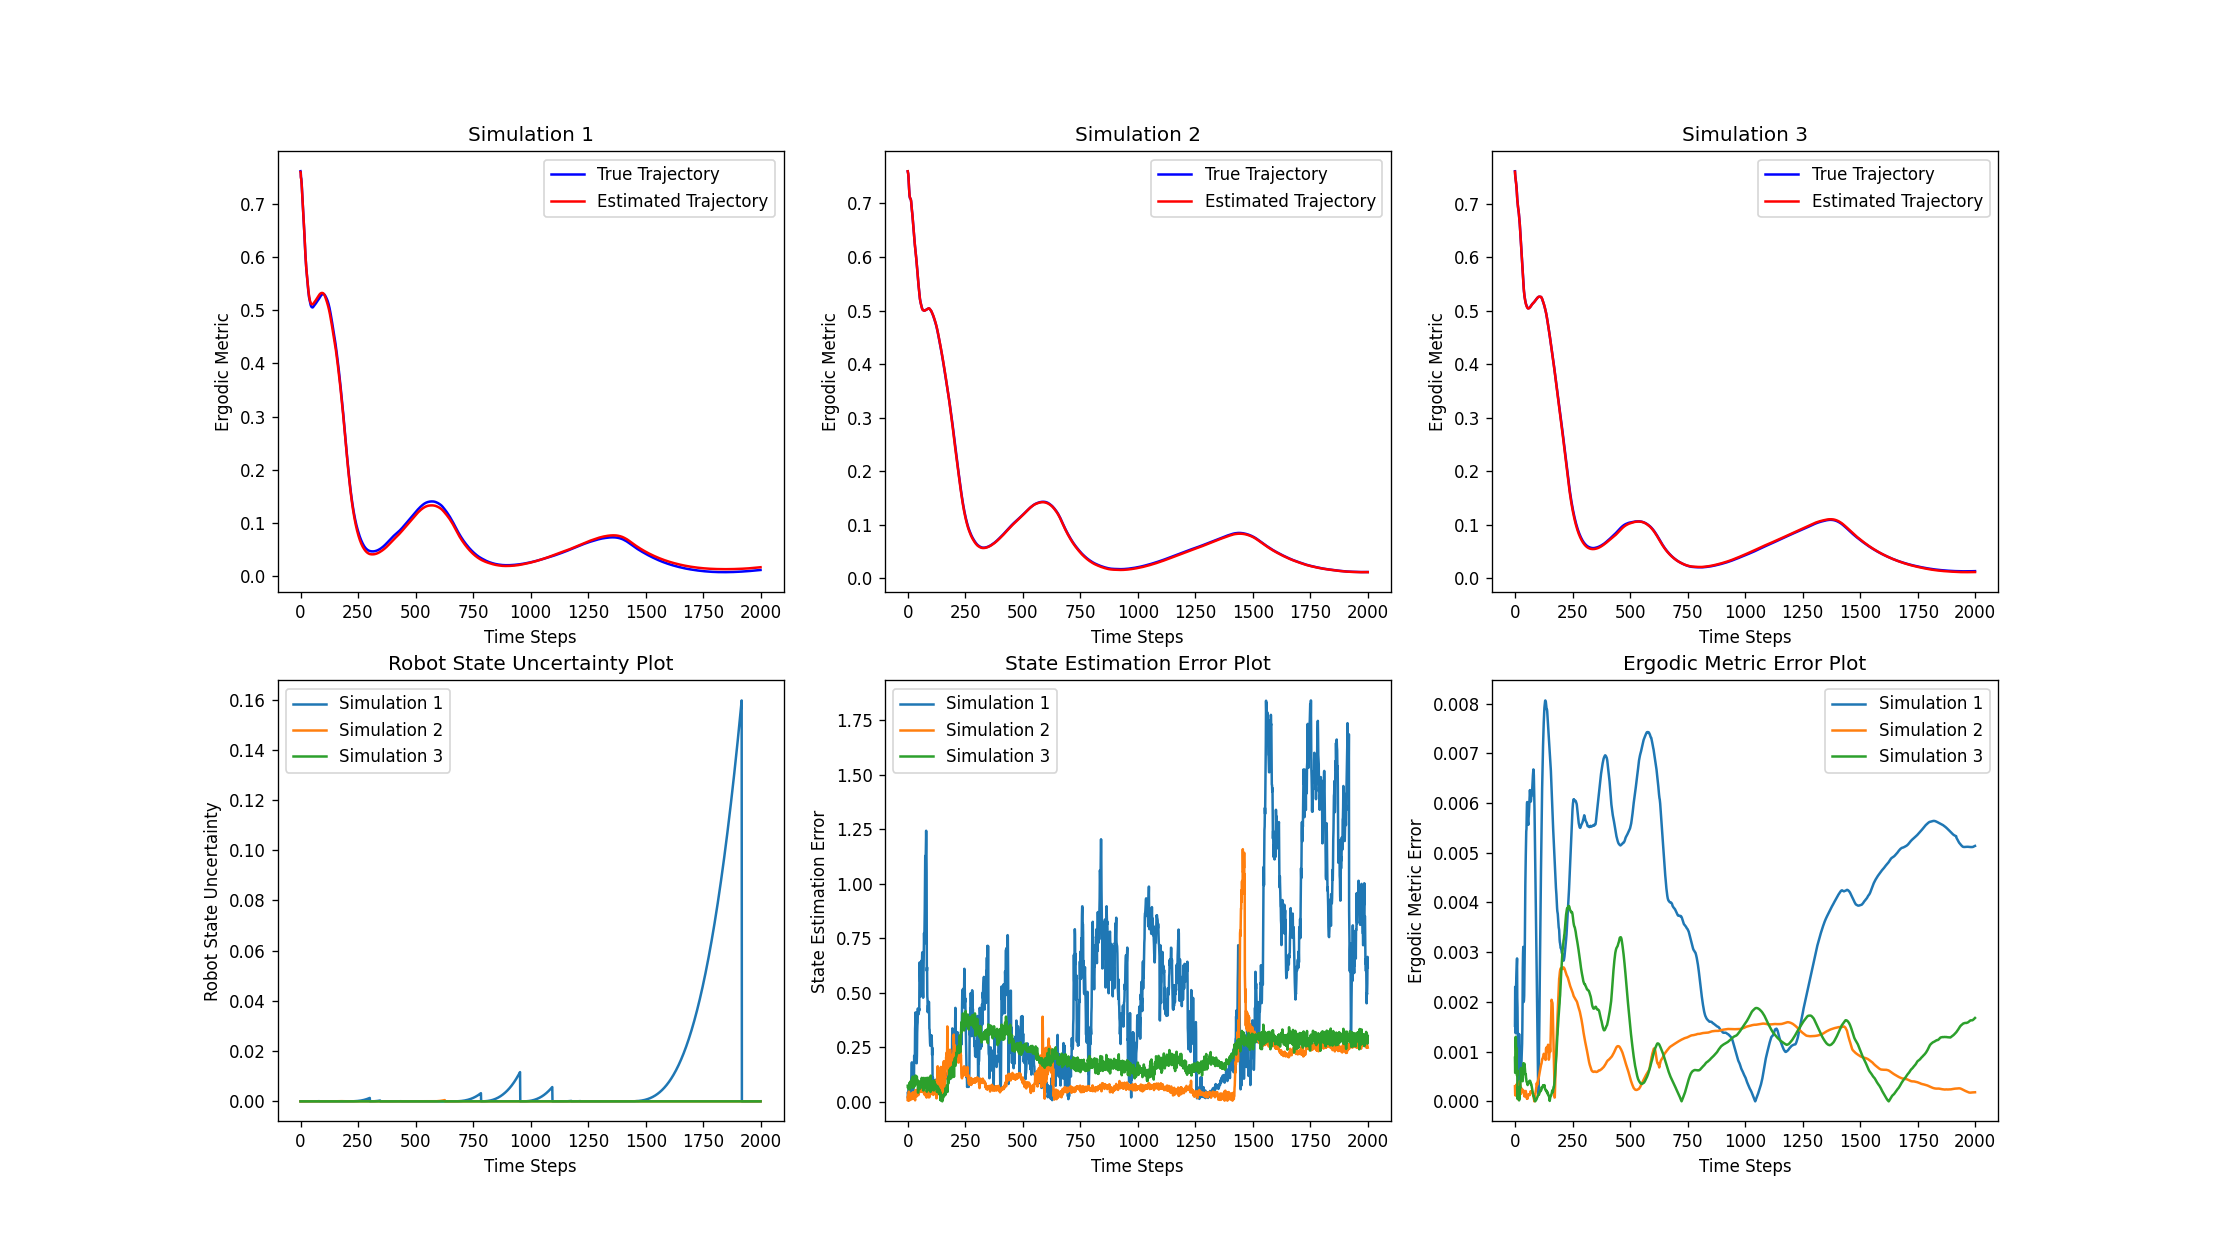 Simulation 1
True Trajectory
Estimated Trajectory
0.7
0.6
0.5
0.4
0.3
0.2
0.1
0.0
Ergodic Metric
0 250 500 750 1000 1250 1500 1750 2000
Time Steps
Simulation 2
True Trajectory
Estimated Trajectory
0.7
0.6
0.5
0.4
0.3
0.2
0.1
0.0
Ergodic Metric
0 250 500 750 1000 1250 1500 1750 2000
Time Steps
Simulation 3
True Trajectory
Estimated Trajectory
0.7
0.6
0.5
0.4
0.3
0.2
0.1
0.0
Ergodic Metric
0 250 500 750 1000 1250 1500 1750 2000
Time Steps
Robot State Uncertainty Plot
Simulation 1
Simulation 2
Simulation 3
0.16
0.14
0.12
0.10
0.08
0.06
0.04
0.02
0.00
Robot State Uncertainty
0 250 500 750 1000 1250 1500 1750 2000
Time Steps
State Estimation Error Plot
Simulation 1
Simulation 2
Simulation 3
1.75
1.50
1.25
1.00
0.75
0.50
0.25
0.00
State Estimation Error
0 250 500 750 1000 1250 1500 1750 2000
Time Steps
Ergodic Metric Error Plot
Simulation 1
Simulation 2
Simulation 3
0.008
0.007
0.006
0.005
0.004
0.003
0.002
0.001
0.000
Ergodic Metric Error
0 250 500 750 1000 1250 1500 1750 2000
Time Steps